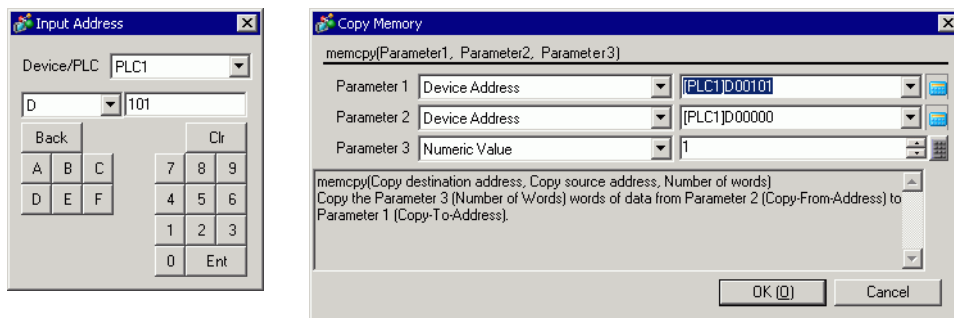 Input Address
Device/PLC PLC1
D 101
Back Clr
A B C 7 8 9
D E F 4 5 6
1 2 3
0 Ent
Copy Memory
memcpy(Parameter1, Parameter2, Parameter3)
Parameter 1 Device Address [PLC1]D00101
Parameter 2 Device Address [PLC1]D00000
Parameter 3 Numeric Value 1
memcpy(Copy destination address, Copy source address, Number of words)
Copy the Parameter 3 (Number of Words) words of data from Parameter 2 (Copy-From-Address) to
Parameter 1 (Copy-To-Address).
OK (O) Cancel